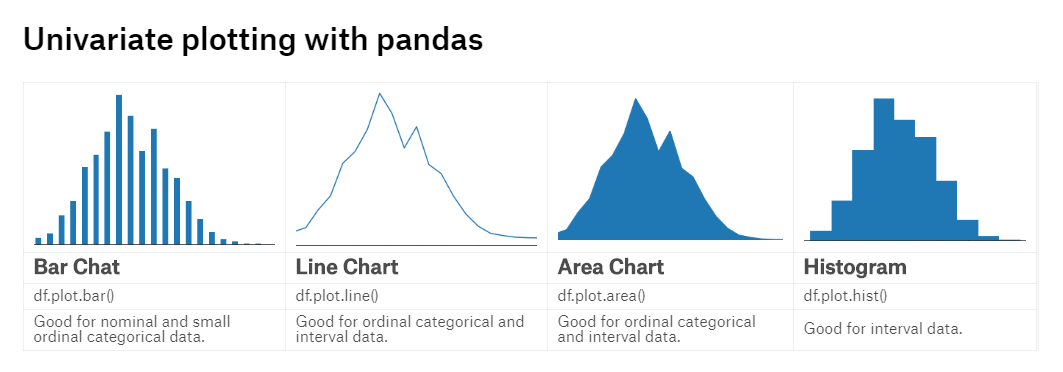 Univariate plotting with pandas
Bar Chat
Line Chart
Area Chart
Histogram
df.plot.bar()
df.plot.line()
df.plot.area()
df.plot.hist()
Good for nominal and small
ordinal categorical data.
Good for ordinal categorical and
interval data.
Good for ordinal categorical
and interval data.
Good for interval data.